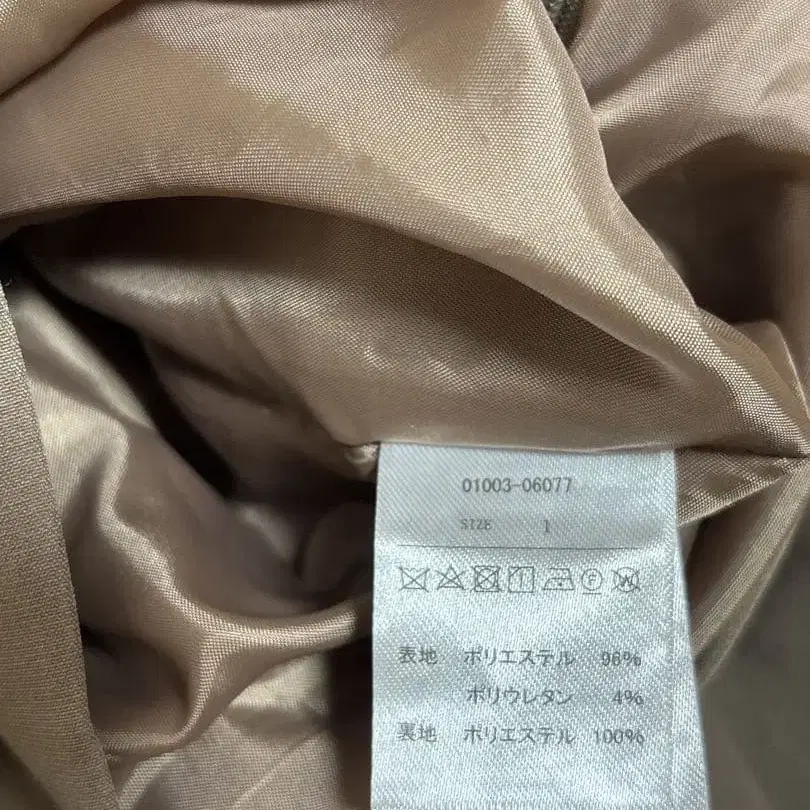 01003-06077
SIZE 1
表地 ポリエステル 96%
ポリウレタン 4%
裏地 ポリエステル 100%